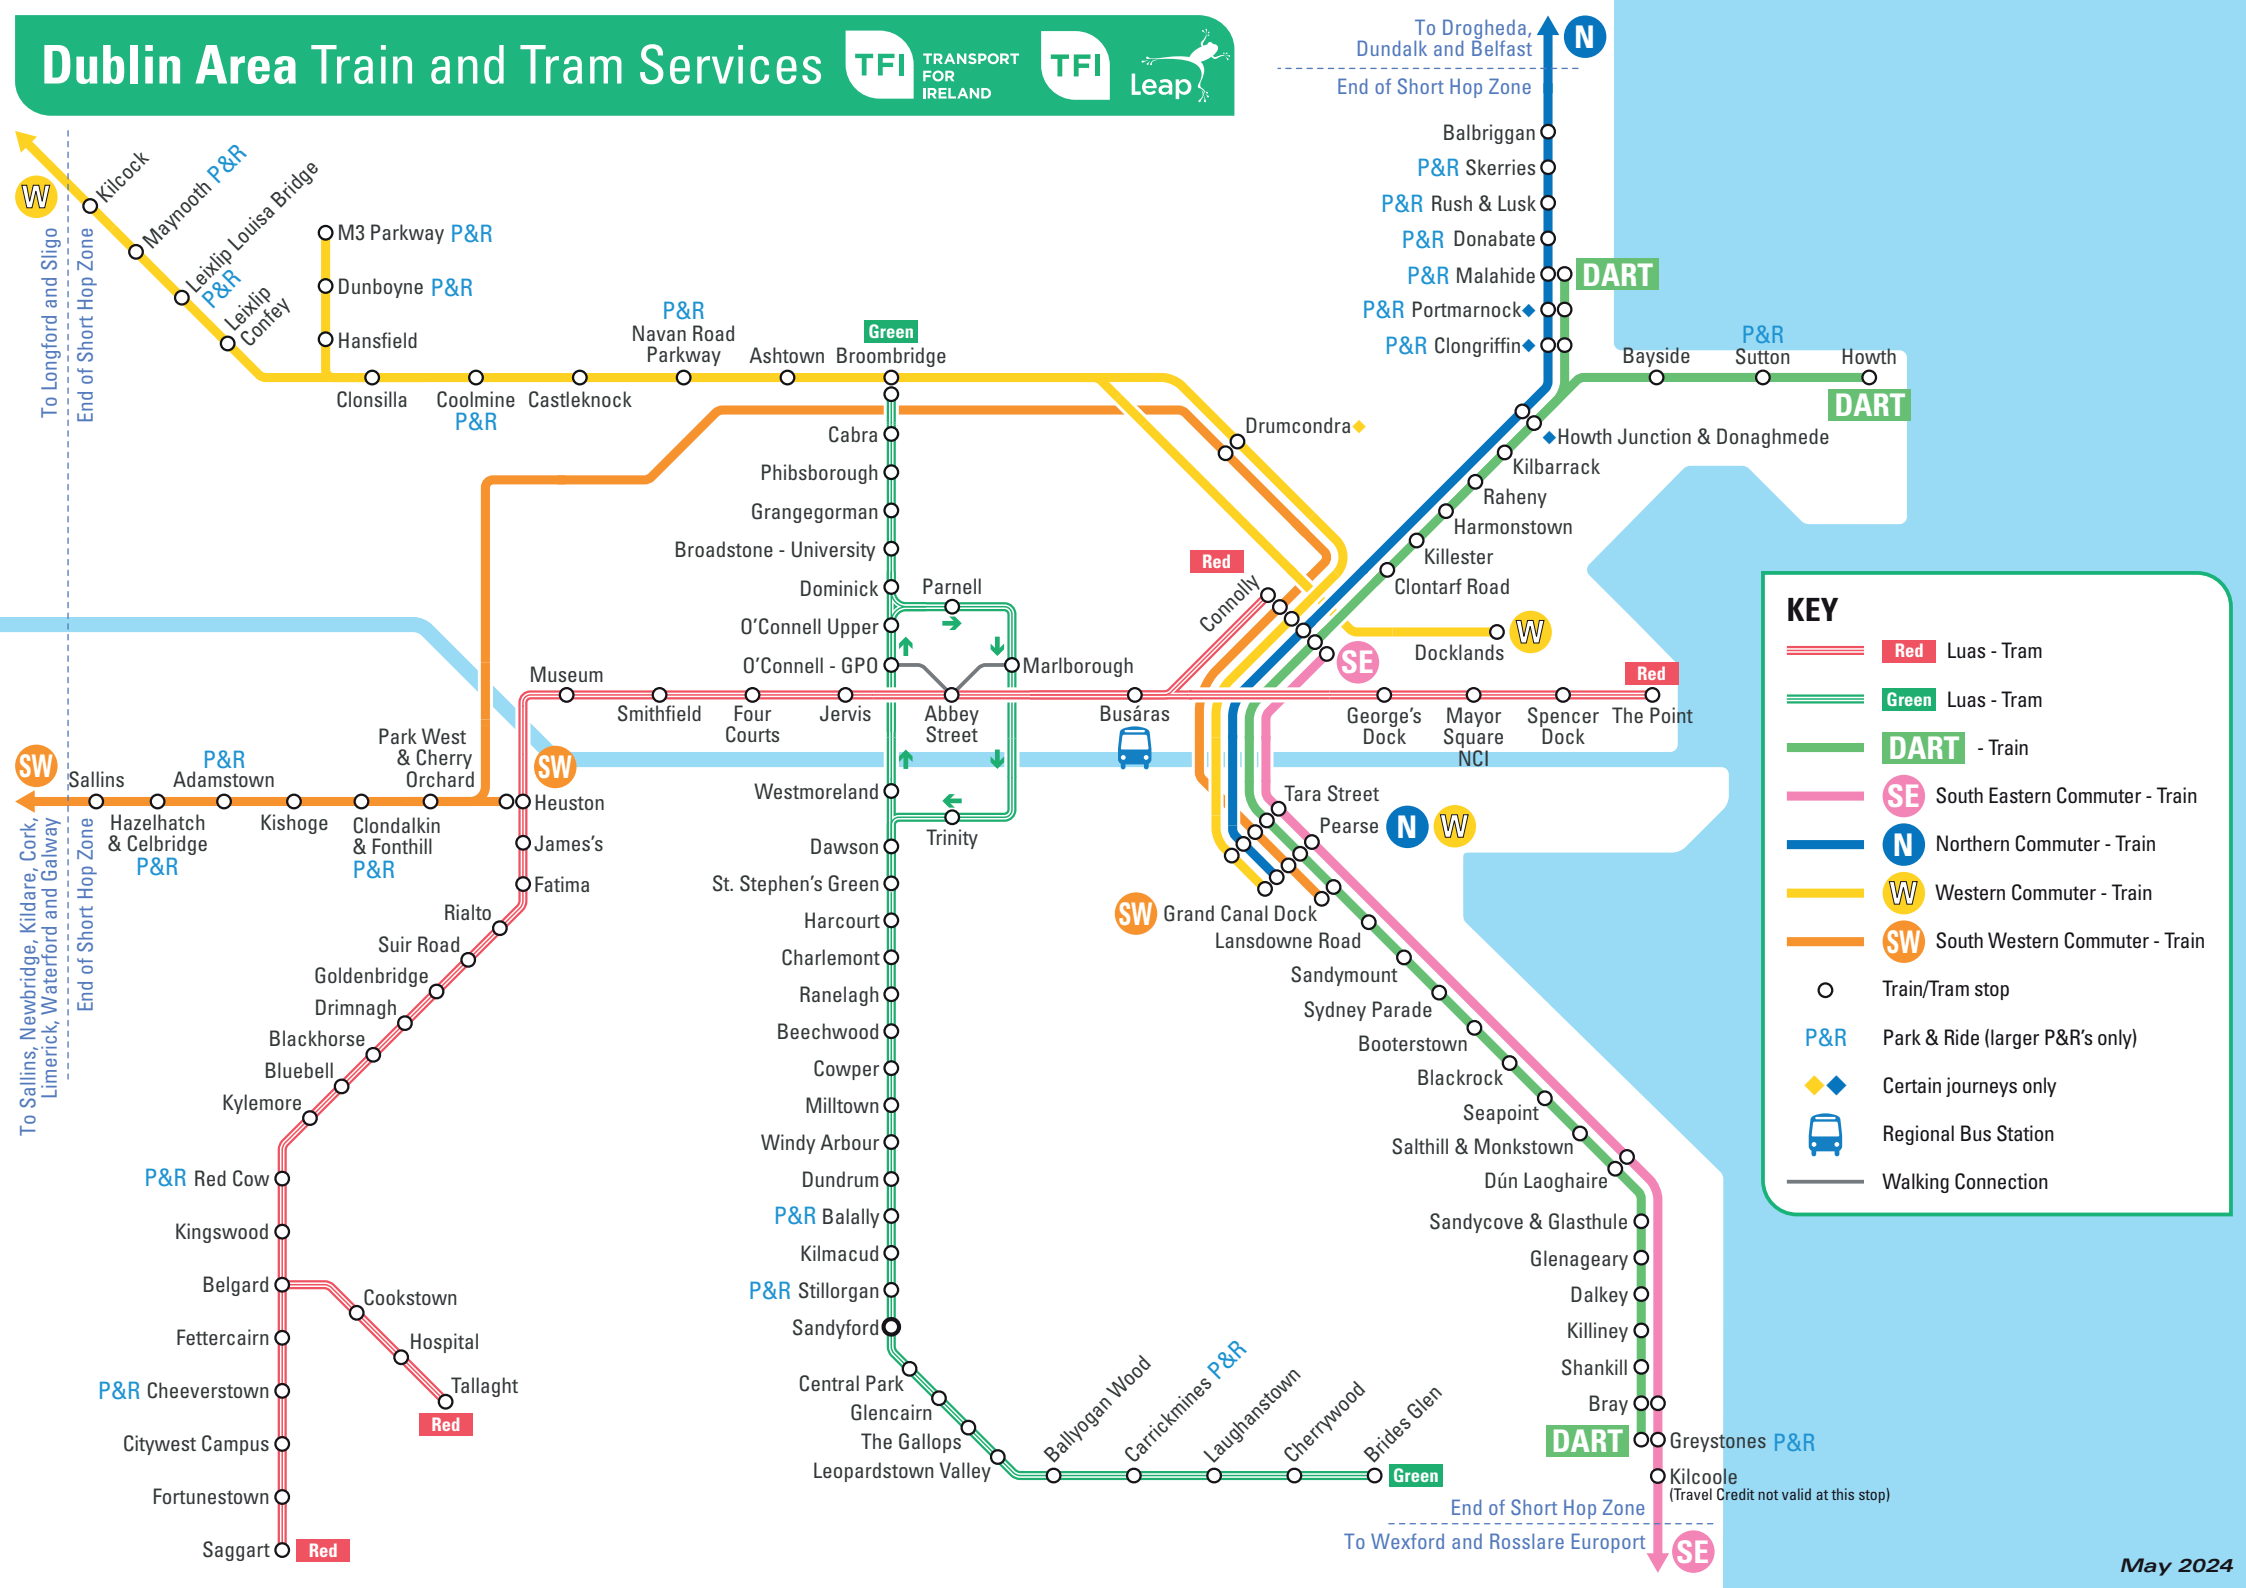 Dublin Area Train and Tram Services
TFI
TRANSPORT
FOR
IRELAND
TFI
Leap
To Drogheda,
Dundalk and Belfast
N
End of Short Hop Zone
Balbriggan
P&R Skerries
P&R Rush & Lusk
P&R Donabate
P&R Malahide
DART
P&R Portmarnock
P&R Clongriffin
Bayside
P&R
Sutton
Howth
DART
Howth Junction & Donaghmede
Kilbarrack
Raheny
Harmonstown
Killester
Clontarf Road
W
To Longford and Sligo
End of Short Hop Zone
Kilcock
Maynooth P&R
Leixlip Louisa Bridge
P&R
Leixlip
Confey
M3 Parkway P&R
Dunboyne P&R
Hansfield
Clonsilla
Coolmine
P&R
Castleknock
P&R
Navan Road
Parkway
Ashtown
Green
Broombridge
Drumcondra
Cabra
Phibsborough
Grangegorman
Broadstone - University
Dominick
Parnell
O'Connell Upper
O'Connell - GPO
Marlborough
Red
Connolly
SE
Docklands
W
Museum
Smithfield
Four
Courts
Jervis
Abbey
Street
Busáras
George's
Dock
Mayor
Square
NCI
Spencer
Dock
The Point
Red
SW
Sallins
P&R
Adamstown
Park West
& Cherry
Orchard
SW
Hazelhatch
& Celbridge
P&R
Kishoge
Clondalkin
& Fonthill
P&R
Heuston
To Sallins, Newbridge, Kildare, Cork,
Limerick, Waterford and Galway
End of Short Hop Zone
James's
Fatima
Rialto
Suir Road
Goldenbridge
Drimnagh
Blackhorse
Bluebell
Kylemore
P&R Red Cow
Kingswood
Belgard
Cookstown
Hospital
Tallaght
Red
Fettercairn
P&R Cheeverstown
Citywest Campus
Fortunestown
Saggart
Red
Westmoreland
Trinity
Dawson
St. Stephen's Green
Harcourt
Charlemont
Ranelagh
Beechwood
Cowper
Milltown
Windy Arbour
Dundrum
P&R Balally
Kilmacud
P&R Stillorgan
Sandyford
Central Park
Glencairn
The Gallops
Leopardstown Valley
Ballyogan Wood
Carrickmines P&R
Laughanstown
Cherrywood
Brides Glen
Green
Tara Street
Pearse
N
W
SW
Grand Canal Dock
Lansdowne Road
Sandymount
Sydney Parade
Booterstown
Blackrock
Seapoint
Salthill & Monkstown
Dún Laoghaire
Sandycove & Glasthule
Glenageary
Dalkey
Killiney
Shankill
Bray
DART
Greystones P&R
Kilcoole
(Travel Credit not valid at this stop)
End of Short Hop Zone
To Wexford and Rosslare Europort
SE
KEY
Red Luas - Tram
Green Luas - Tram
DART - Train
SE South Eastern Commuter - Train
N Northern Commuter - Train
W Western Commuter - Train
SW South Western Commuter - Train
Train/Tram stop
P&R Park & Ride (larger P&R's only)
Certain journeys only
Regional Bus Station
Walking Connection
May 2024